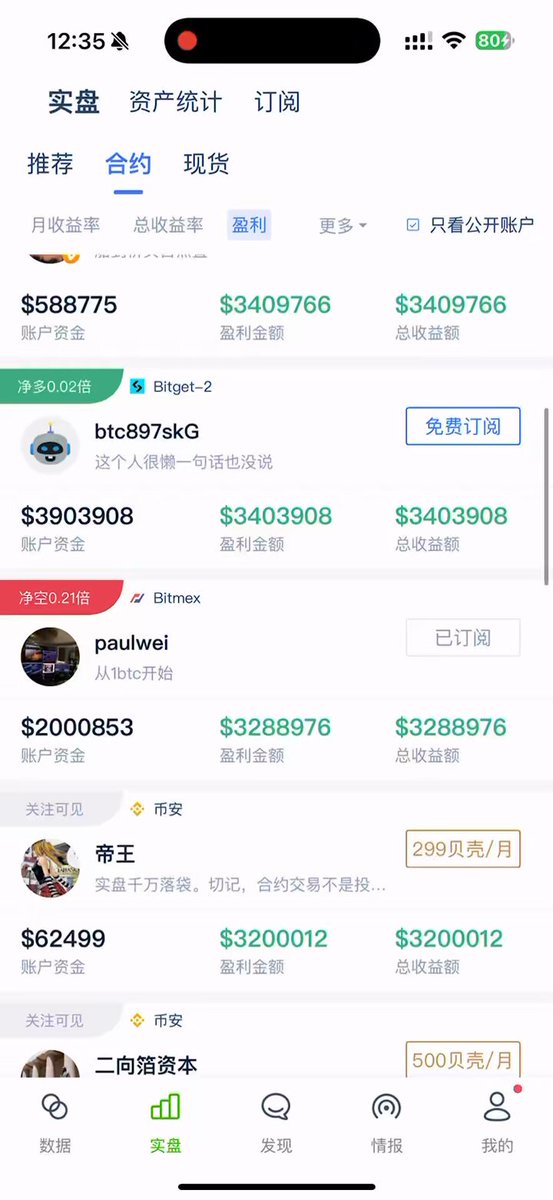 12:35
80
实盘 资产统计 订阅
推荐 合约 现货
月收益率 总收益率 盈利 更多 只看公开账户
$588775 $3409766 $3409766
账户资金 盈利金额 总收益额
净多0.02倍 Bitget-2
btc897skG 免费订阅
这个人很懒一句话也没说
$3903908 $3403908 $3403908
账户资金 盈利金额 总收益额
净空0.21倍 Bitmex
paulwei 已订阅
从1btc开始
$2000853 $3288976 $3288976
账户资金 盈利金额 总收益额
关注可见 币安
帝王 299贝壳/月
实盘千万落袋。切记，合约交易不是投...
$62499 $3200012 $3200012
账户资金 盈利金额 总收益额
关注可见 币安
二向箔资本 500贝壳/月
数据 实盘 发现 情报 我的